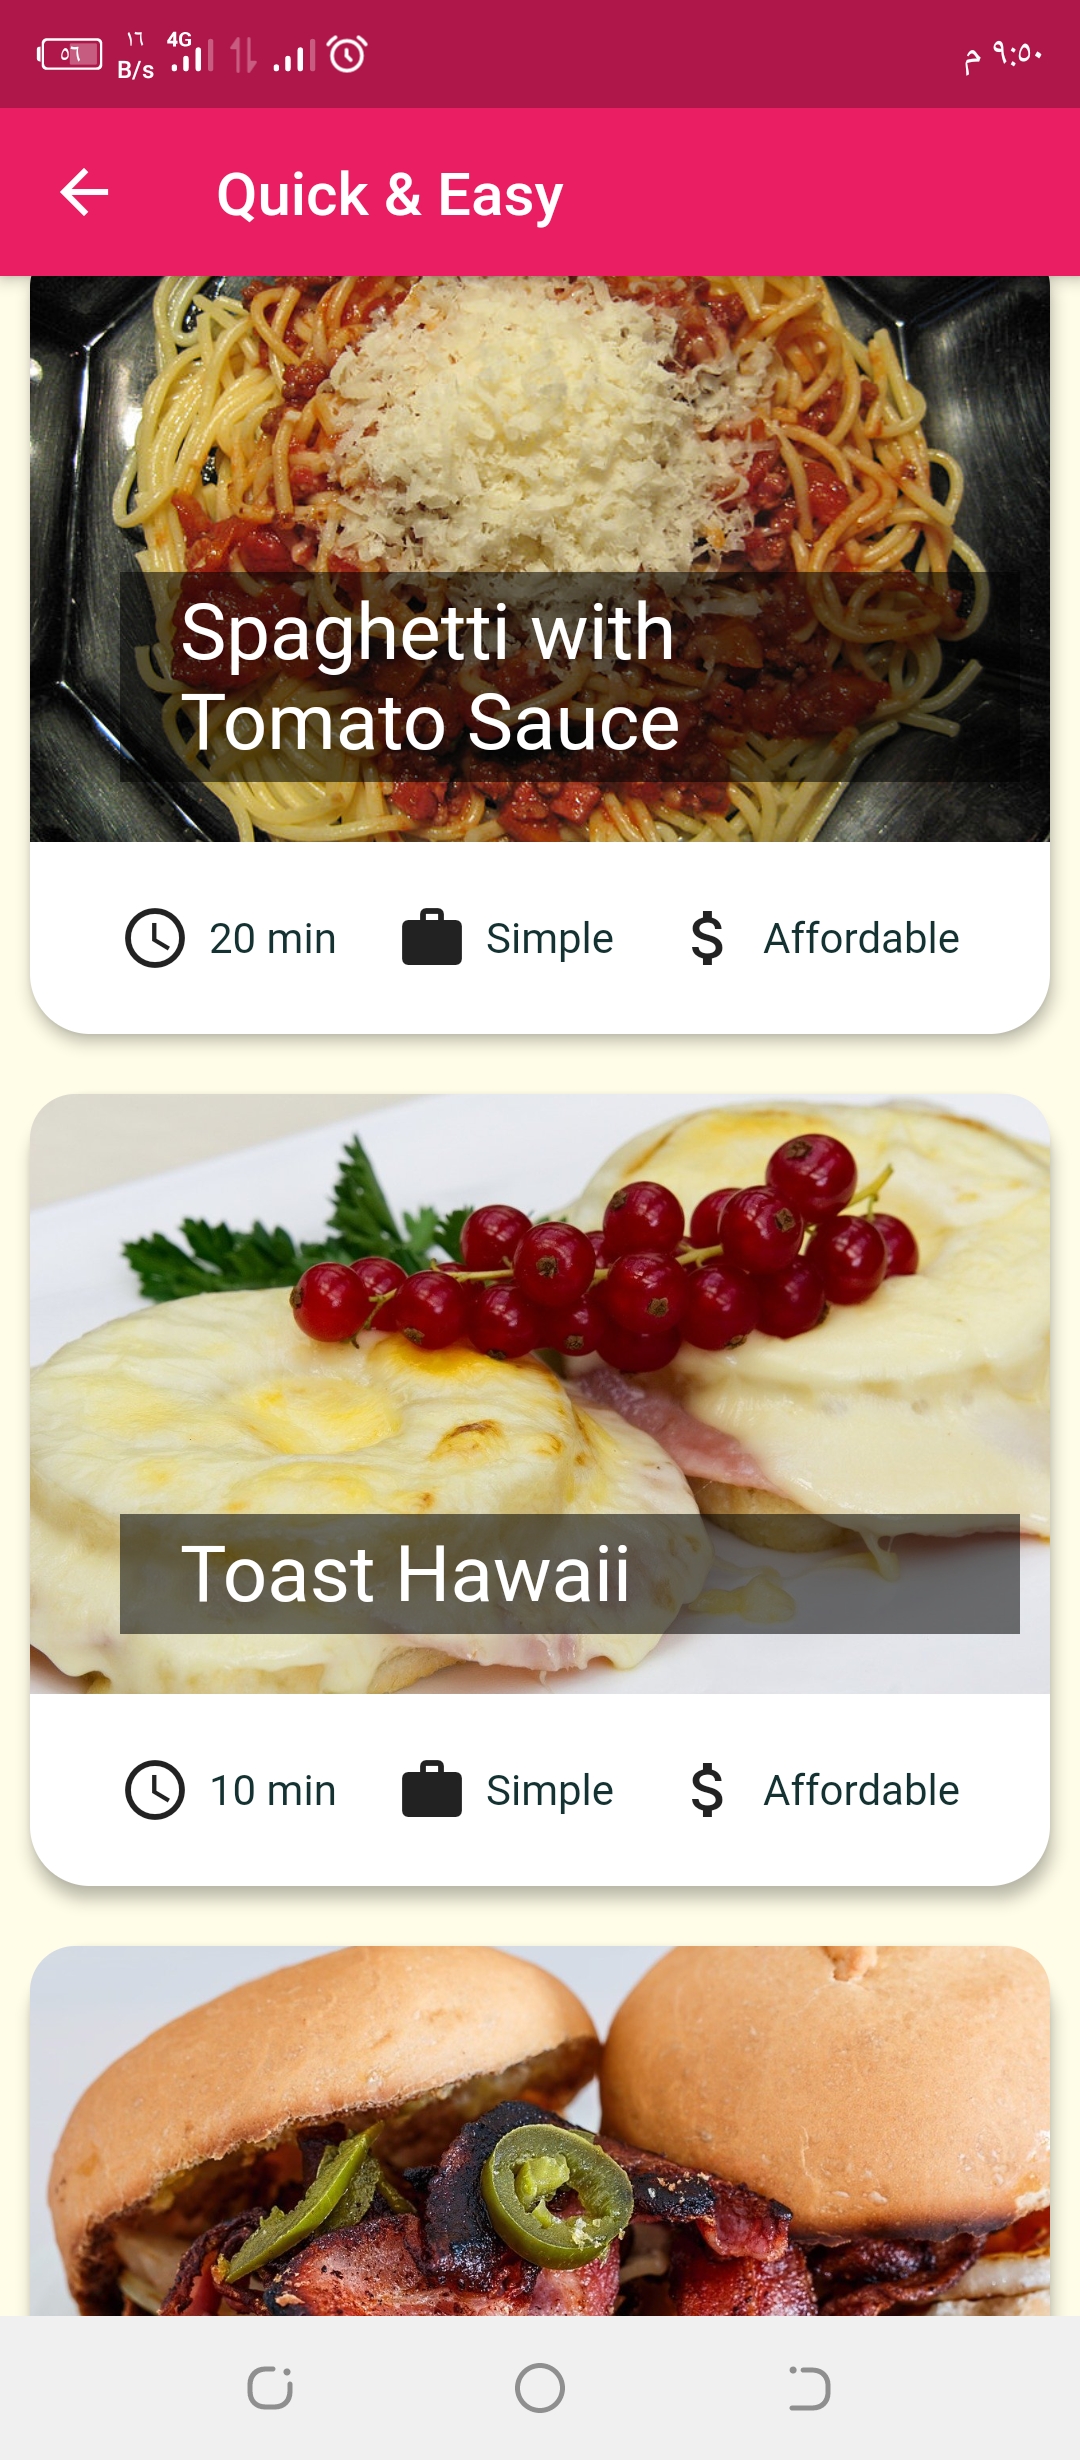 ٥٦
١٦
B/s
4G
٩:٥٠ م
Quick & Easy
Spaghetti with
Tomato Sauce
20 min Simple Affordable
Toast Hawaii
10 min Simple Affordable